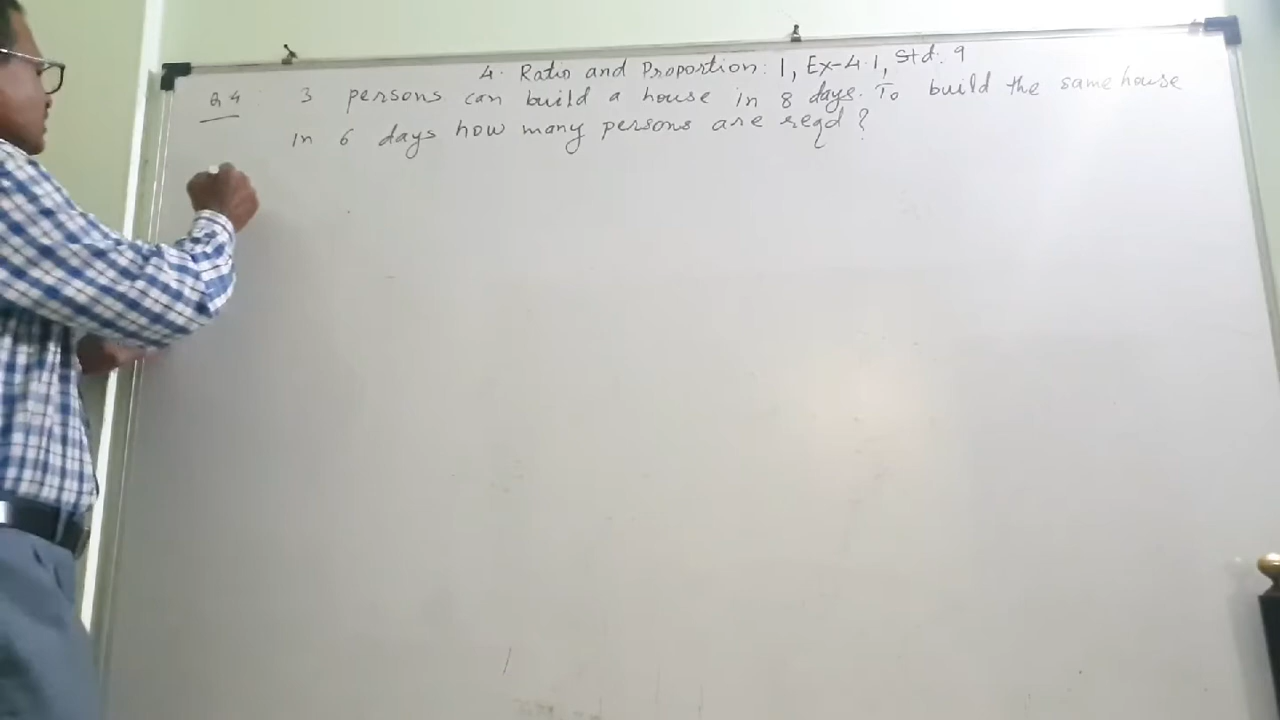 4. Ratio and Proportion: 1, Ex-4.1, Std: 9
Q 4 : 3 persons can build a house in 8 days. To build the same house
in 6 days how many persons are reqd ?